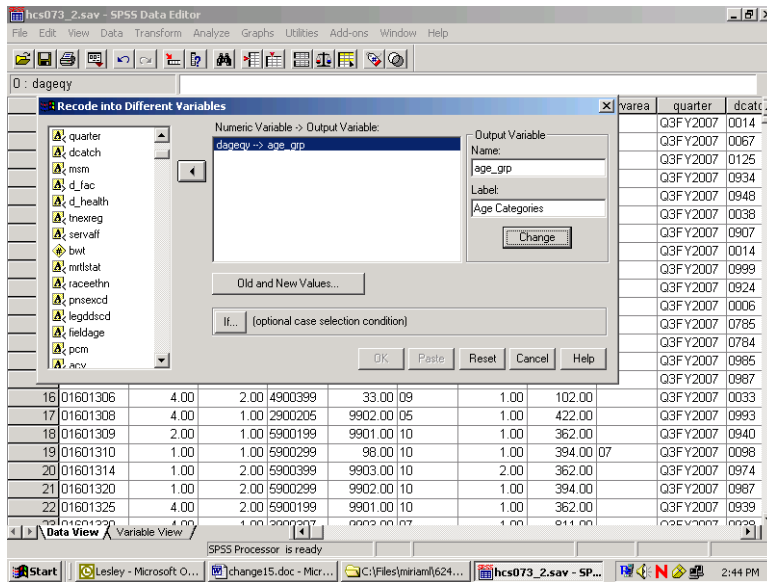 hcs073_2.sav - SPSS Data Editor
File Edit View Data Transform Analyze Graphs Utilities Add-ons Window Help
0 : dageqy
varea quarter dcatc
Recode into Different Variables
quarter
dcatch
msm
d_fac
d_health
tnexreg
servaff
bwt
mrtlstat
raceethn
pnsexcd
legddscd
fieldage
pcm
acv
Numeric Variable -> Output Variable:
dageqy --> age_grp
Output Variable
Name:
age_grp
Label:
Age Categories
Change
Old and New Values...
If... (optional case selection condition)
OK Paste Reset Cancel Help
Q3FY2007 0014
Q3FY2007 0067
Q3FY2007 0125
Q3FY2007 0934
Q3FY2007 0948
Q3FY2007 0038
Q3FY2007 0907
Q3FY2007 0014
Q3FY2007 0999
Q3FY2007 0924
Q3FY2007 0006
Q3FY2007 0785
Q3FY2007 0784
Q3FY2007 0985
Q3FY2007 0987
16 01601306 4.00 2.00 4900399 33.00 09 1.00 102.00 Q3FY2007 0033
17 01601308 4.00 1.00 2900205 9902.00 05 1.00 422.00 Q3FY2007 0993
18 01601309 2.00 1.00 5900199 9901.00 10 1.00 362.00 Q3FY2007 0940
19 01601310 1.00 1.00 5900299 98.00 10 1.00 394.00 07 Q3FY2007 0098
20 01601314 1.00 2.00 5900399 9903.00 10 2.00 362.00 Q3FY2007 0974
21 01601320 1.00 2.00 5900299 9902.00 10 1.00 394.00 Q3FY2007 0987
22 01601325 4.00 2.00 5900199 9901.00 10 1.00 362.00 Q3FY2007 0939
Data View Variable View
SPSS Processor is ready
Start Lesley - Microsoft O... change15.doc - Micr... C:\Files\miriaml\624... hcs073_2.sav - SP... 2:44 PM